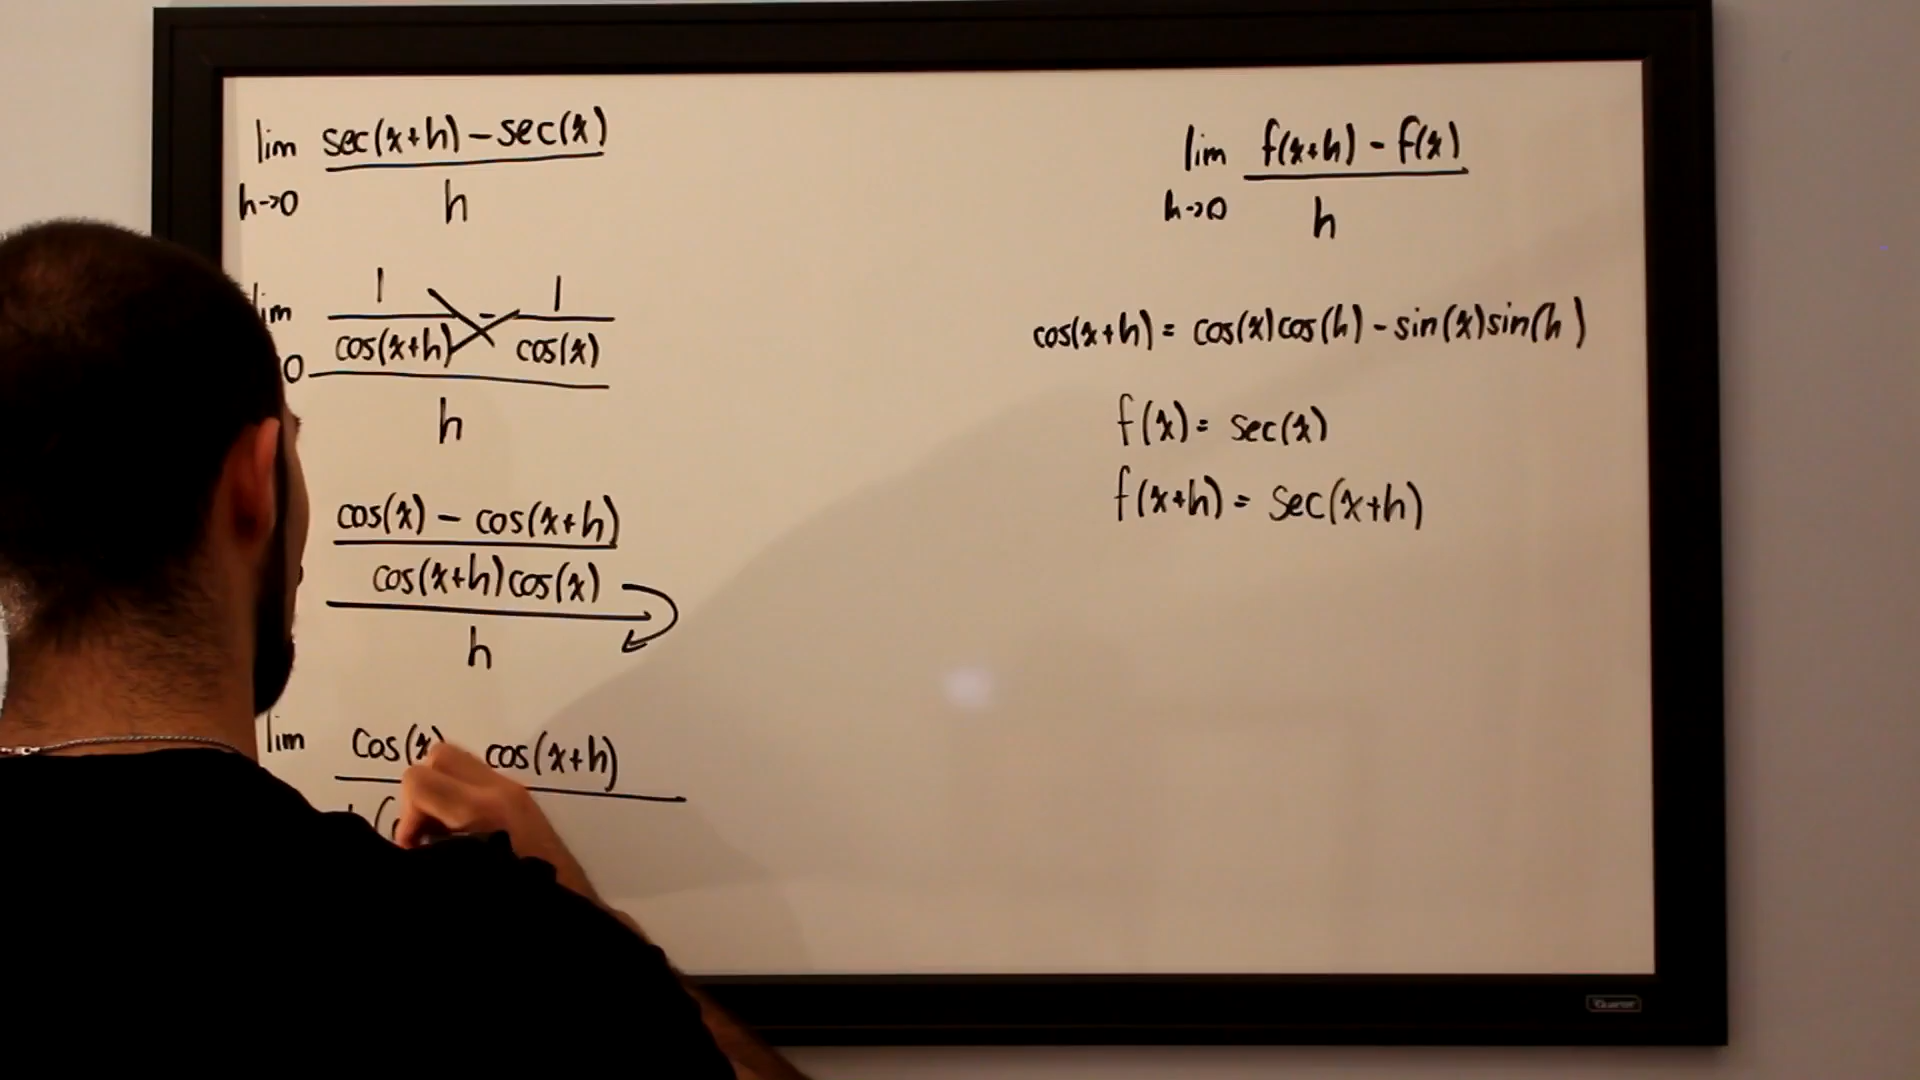 lim sec(x+h) - sec(x)
h→0 h
lim 1 - 1
cos(x+h) cos(x)
0
h
cos(x) - cos(x+h)
cos(x+h)cos(x)
h
lim cos(x) cos(x+h)
lim f(x+h) - f(x)
h→0 h
cos(x+h) = cos(x)cos(h) - sin(x)sin(h)
f(x) = sec(x)
f(x+h) = sec(x+h)
Quartet